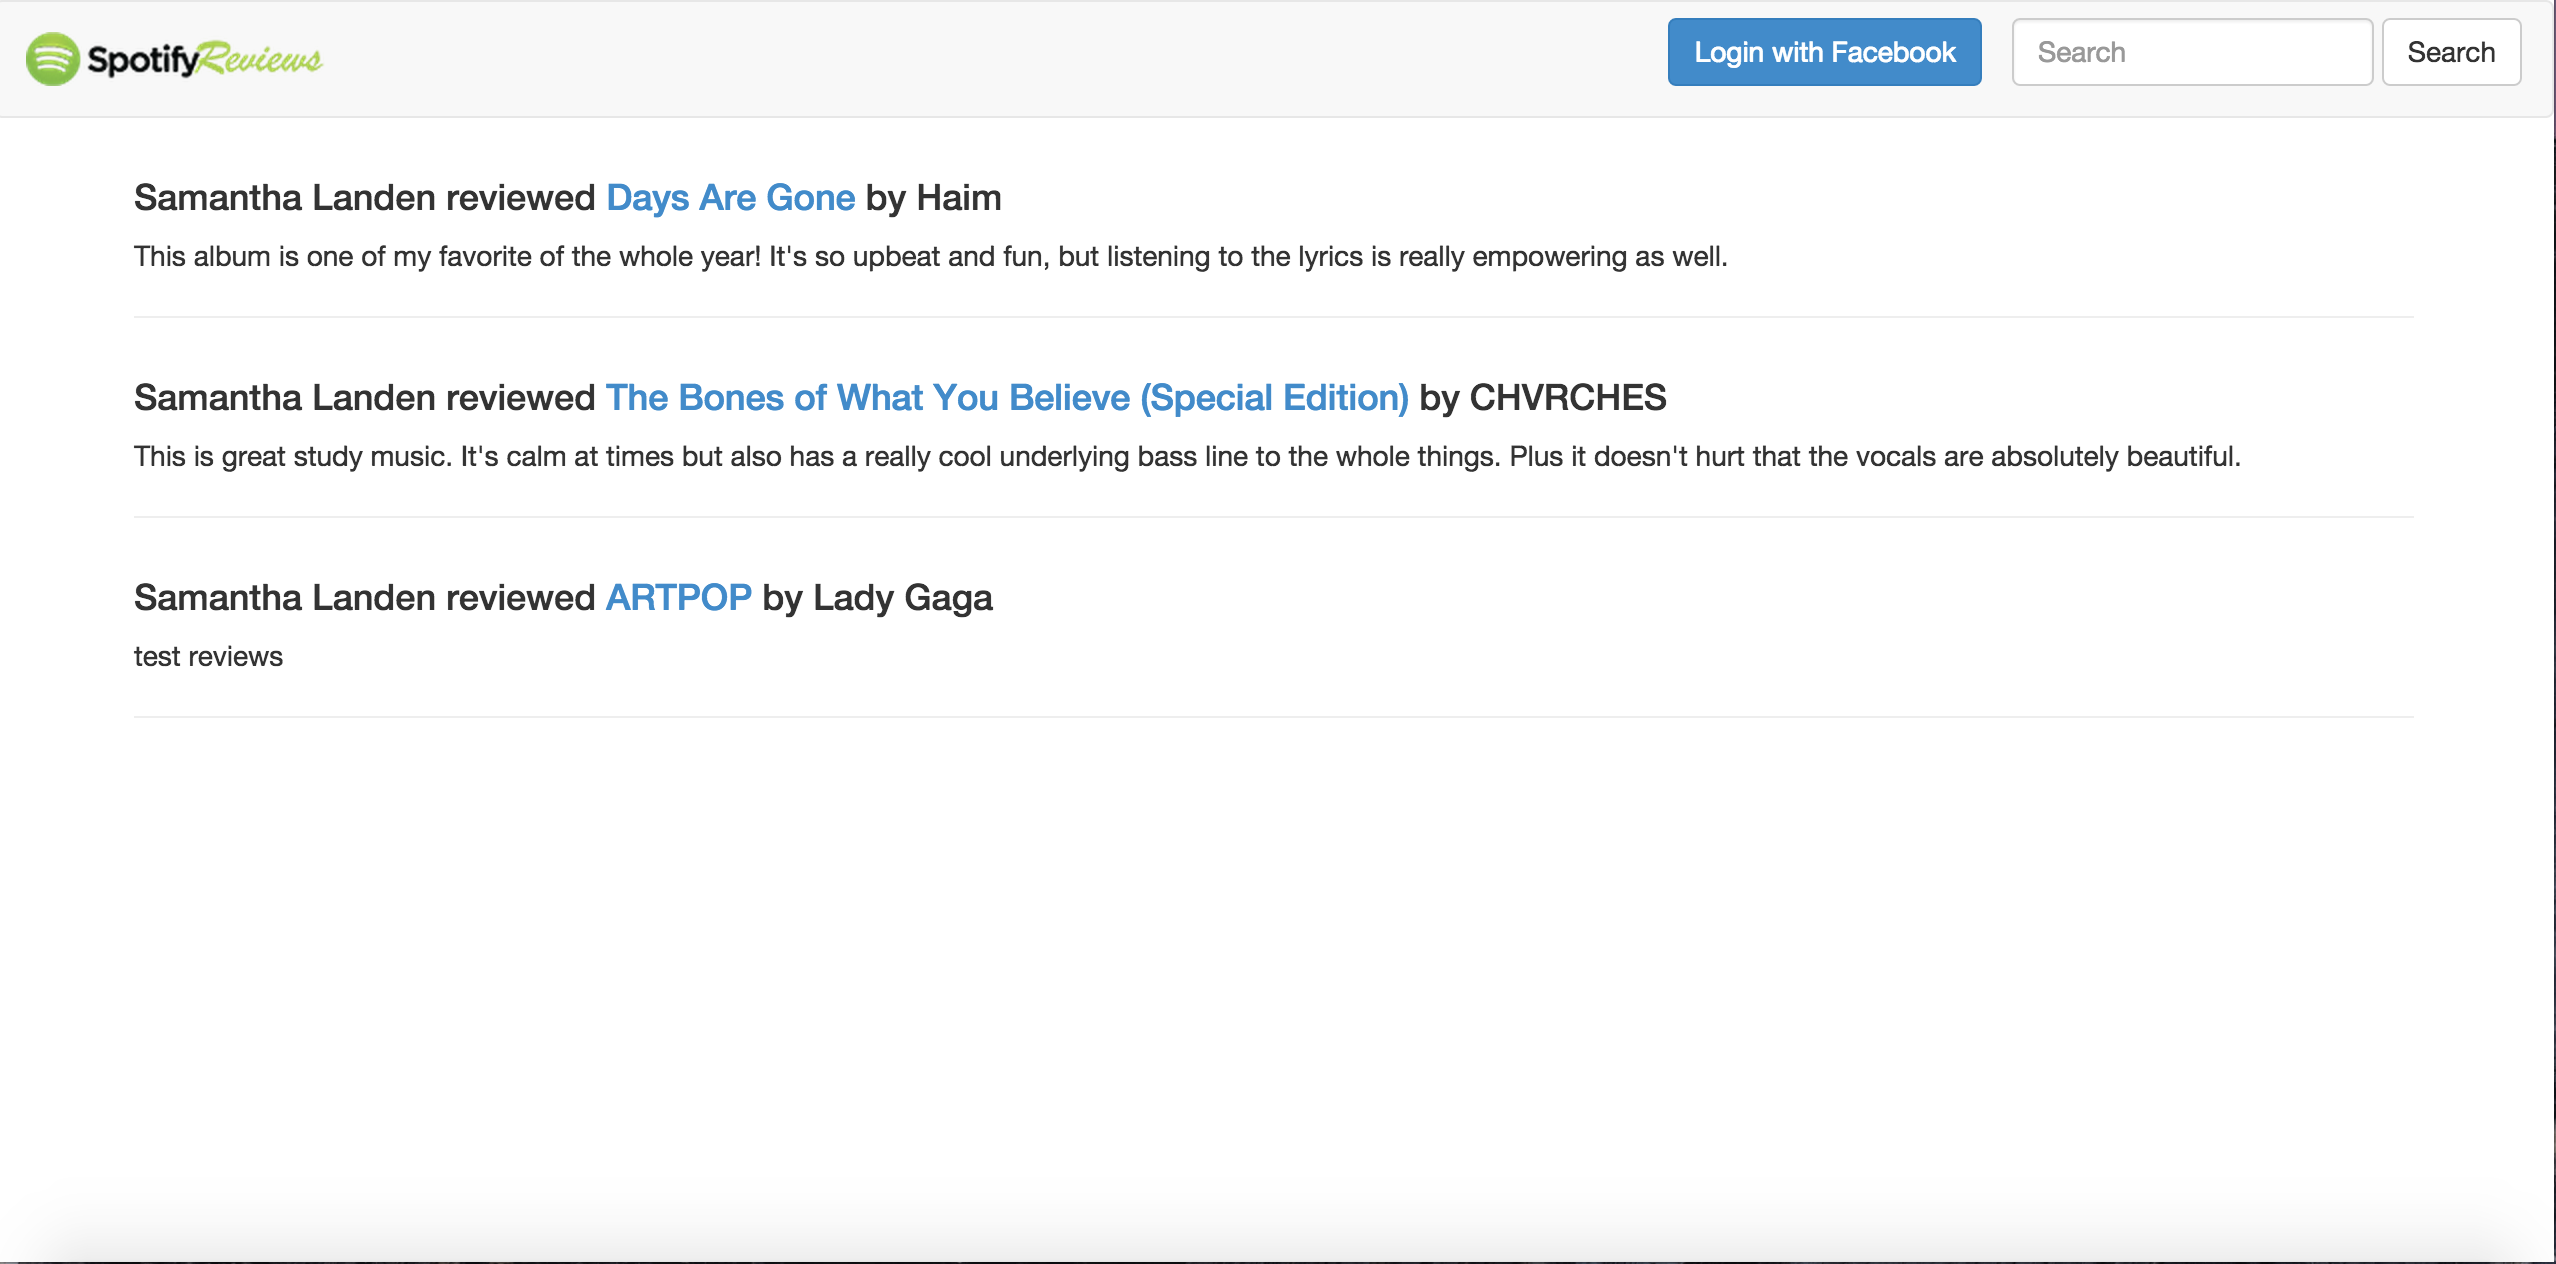 SpotifyReviews
Login with Facebook
Search
Search
Samantha Landen reviewed Days Are Gone by Haim
This album is one of my favorite of the whole year! It's so upbeat and fun, but listening to the lyrics is really empowering as well.
Samantha Landen reviewed The Bones of What You Believe (Special Edition) by CHVRCHES
This is great study music. It's calm at times but also has a really cool underlying bass line to the whole things. Plus it doesn't hurt that the vocals are absolutely beautiful.
Samantha Landen reviewed ARTPOP by Lady Gaga
test reviews